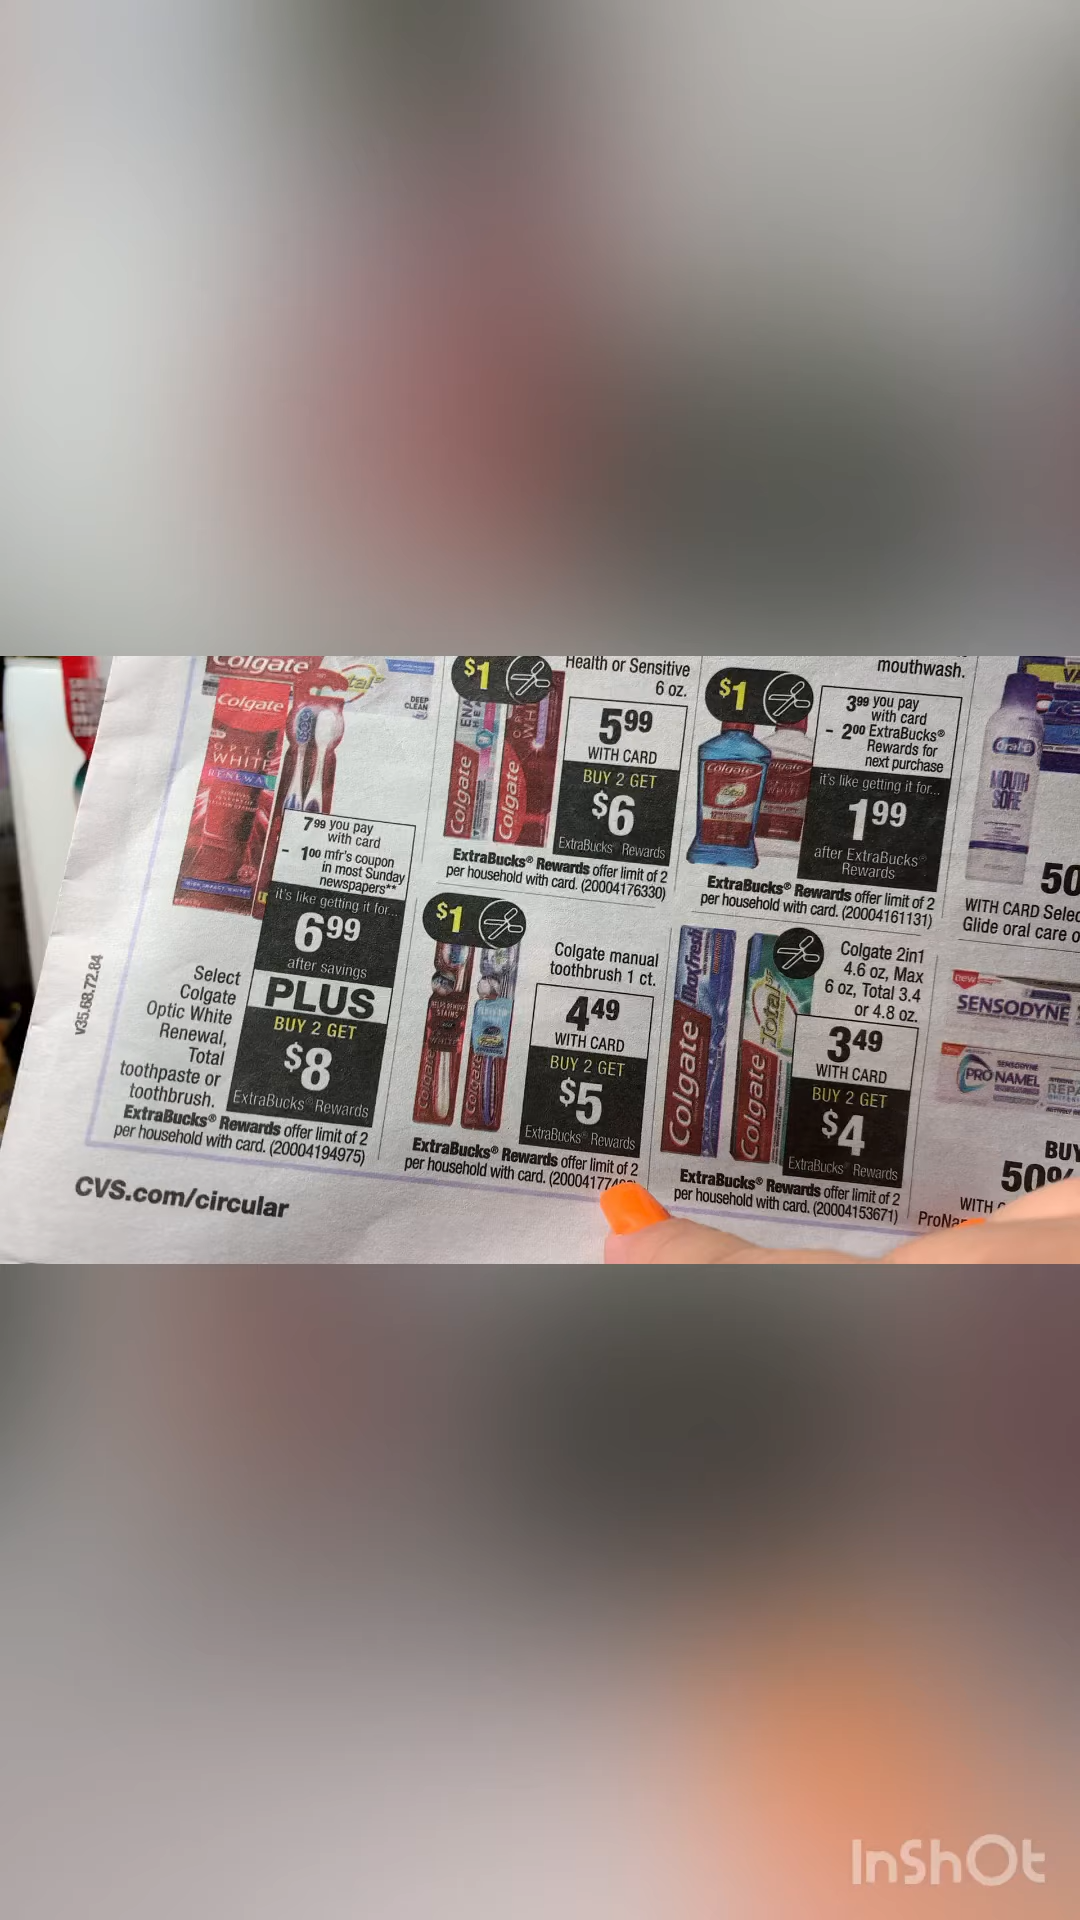 Colgate
Colgate
OPTIC
WHITE
RENEWAL
DEEP
CLEAN
7.99 you pay
with card
- 1.00 mfr's coupon
in most Sunday
newspapers**
it's like getting it for...
6.99
after savings
PLUS
BUY 2 GET
$8
ExtraBucks® Rewards
Select
Colgate
Optic White
Renewal,
Total
toothpaste or
toothbrush.
ExtraBucks® Rewards offer limit of 2
per household with card. (20004194975)
v35.68.72.84
CVS.com/circular
$1
Health or Sensitive
6 oz.
Colgate
Colgate
5.99
WITH CARD
BUY 2 GET
$6
ExtraBucks® Rewards
ExtraBucks® Rewards offer limit of 2
per household with card. (20004176330)
$1
Colgate manual
toothbrush 1 ct.
Colgate
Colgate
4.49
WITH CARD
BUY 2 GET
$5
ExtraBucks® Rewards
ExtraBucks® Rewards offer limit of 2
per household with card.
mouthwash.
$1
Colgate
3.99 you pay
with card
- 2.00 ExtraBucks®
Rewards for
next purchase
it's like getting it for...
1.99
after ExtraBucks®
Rewards
ExtraBucks® Rewards offer limit of 2
per household with card. (20004161131)
MaxFresh
Colgate
Total
Colgate
Colgate 2in1
4.6 oz, Max
6 oz, Total 3.4
or 4.8 oz.
3.49
WITH CARD
BUY 2 GET
$4
ExtraBucks® Rewards
ExtraBucks® Rewards offer limit of 2
per household with card. (20004153671)
Oral-B
MOUTH
SORE
50
WITH CARD
Glide oral care
new
SENSODYNE
SENSODYNE
PRONAMEL
BUY
50%
WITH
InShOt